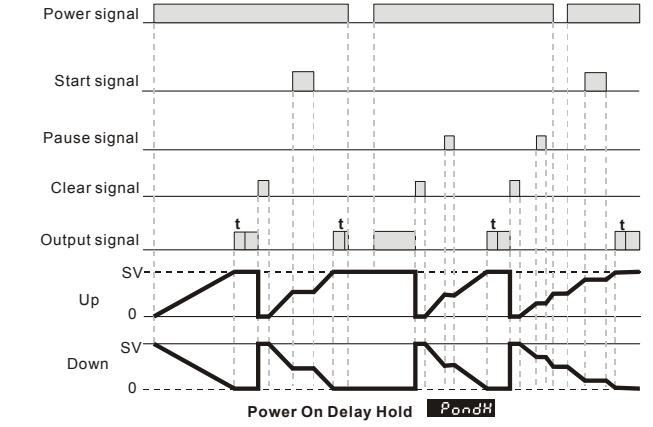 Power signal
Start signal
Pause signal
Clear signal
Output signal
t t t t
SV
Up
0
SV
Down
0
Power On Delay Hold PondH